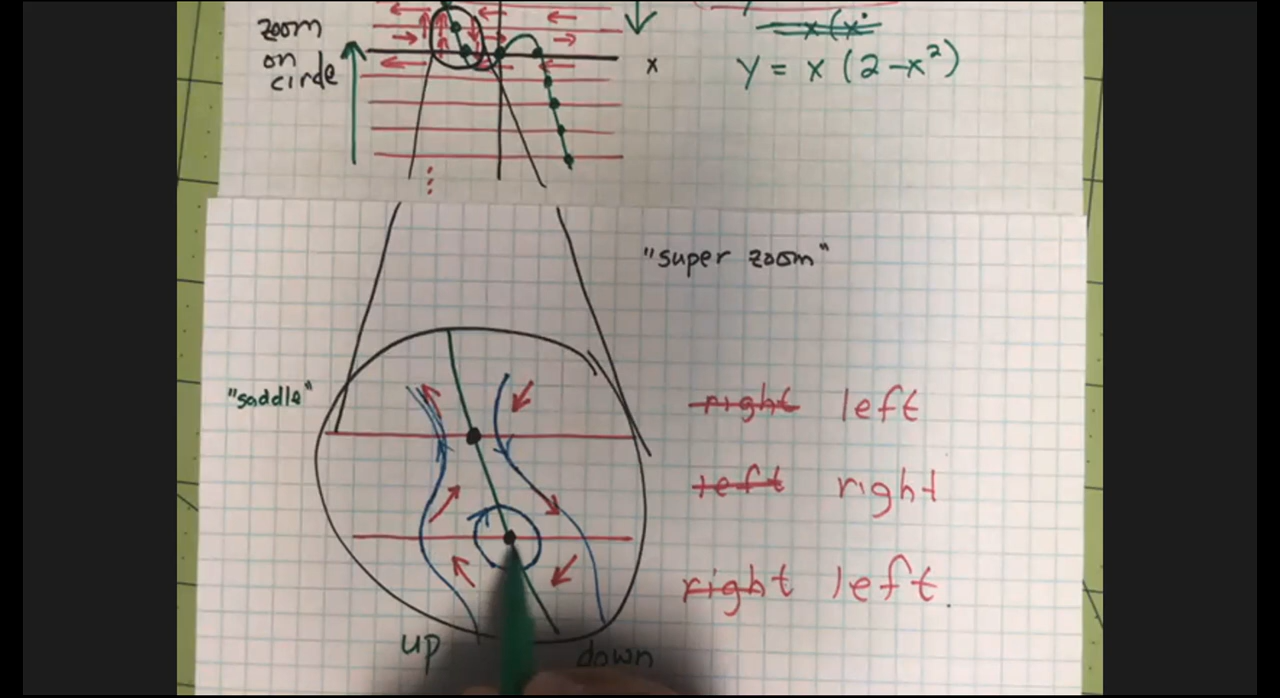 zoom
on
circle
x
y = x (2-x²)
"super zoom"
"saddle"
right left
left right
right left.
up
down